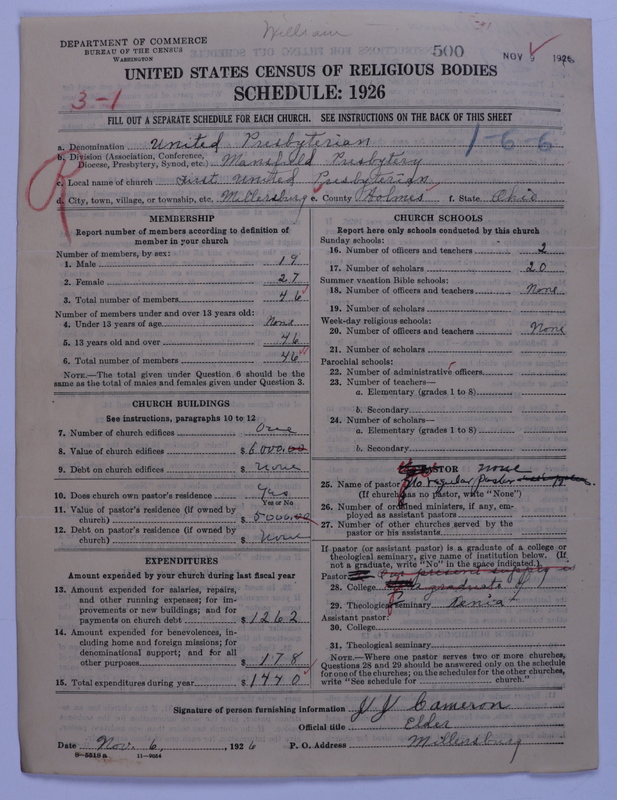 William
DEPARTMENT OF COMMERCE
BUREAU OF THE CENSUS
WASHINGTON
500
NOV 9 1926
UNITED STATES CENSUS OF RELIGIOUS BODIES
SCHEDULE: 1926
3-1
FILL OUT A SEPARATE SCHEDULE FOR EACH CHURCH. SEE INSTRUCTIONS ON THE BACK OF THIS SHEET
1-6-6
a. Denomination United Presbyterian
b. Division (Association, Conference, Diocese, Presbytery, Synod, etc.) Mansfield Presbytery
c. Local name of church First United Presbyterian
d. City, town, village, or township, etc. Millersburg e. County Holmes f. State Ohio
MEMBERSHIP
Report number of members according to definition of
member in your church
Number of members, by sex:
1. Male 19
2. Female 27
3. Total number of members 46
Number of members under and over 13 years old:
4. Under 13 years of age None
5. 13 years old and over 46
6. Total number of members 46
NOTE.—The total given under Question 6 should be the
same as the total of males and females given under Question 3.
CHURCH BUILDINGS
See instructions, paragraphs 10 to 12
7. Number of church edifices One
8. Value of church edifices $ 6000.00
9. Debt on church edifices $ None
10. Does church own pastor's residence Yes
Yes or No
11. Value of pastor's residence (if owned by
church) $ 5000.00
12. Debt on pastor's residence (if owned by
church) $ None
EXPENDITURES
Amount expended by your church during last fiscal year
13. Amount expended for salaries, repairs,
and other running expenses; for im-
provements or new buildings; and for
payments on church debt $ 1262
14. Amount expended for benevolences, in-
cluding home and foreign missions; for
denominational support; and for all
other purposes $ 178
15. Total expenditures during year $ 1440
CHURCH SCHOOLS
Report here only schools conducted by this church
Sunday schools:
16. Number of officers and teachers 2
17. Number of scholars 20
Summer vacation Bible schools:
18. Number of officers and teachers None
19. Number of scholars
Week-day religious schools:
20. Number of officers and teachers None
21. Number of scholars
Parochial schools:
22. Number of administrative officers
23. Number of teachers—
a. Elementary (grades 1 to 8)
b. Secondary
24. Number of scholars—
a. Elementary (grades 1 to 8)
b. Secondary
PASTOR none
25. Name of pastor No regular pastor
(If church has no pastor, write "None")
26. Number of ordained ministers, if any, em-
ployed as assistant pastors
27. Number of other churches served by the
pastor or his assistants
If pastor (or assistant pastor) is a graduate of a college or
theological seminary, give name of institution below. (If
not a graduate, write "No" in the space indicated.)
Pastor: present supply is
28. College a graduate of
29. Theological seminary Xenia
Assistant pastor:
30. College
31. Theological seminary
NOTE.—Where one pastor serves two or more churches,
Questions 28 and 29 should be answered only on the schedule
for one of the churches; on the schedules for the other churches,
write "See schedule for church."
Signature of person furnishing information J J Cameron
Official title Elder
Date Nov. 6, 1926 P. O. Address Millersburg
8-5518a 11-9054